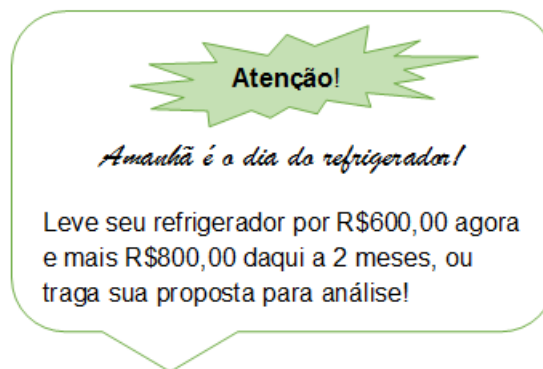 Atenção!
Amanhã é o dia do refrigerador!
Leve seu refrigerador por R$600,00 agora
e mais R$800,00 daqui a 2 meses, ou
traga sua proposta para análise!